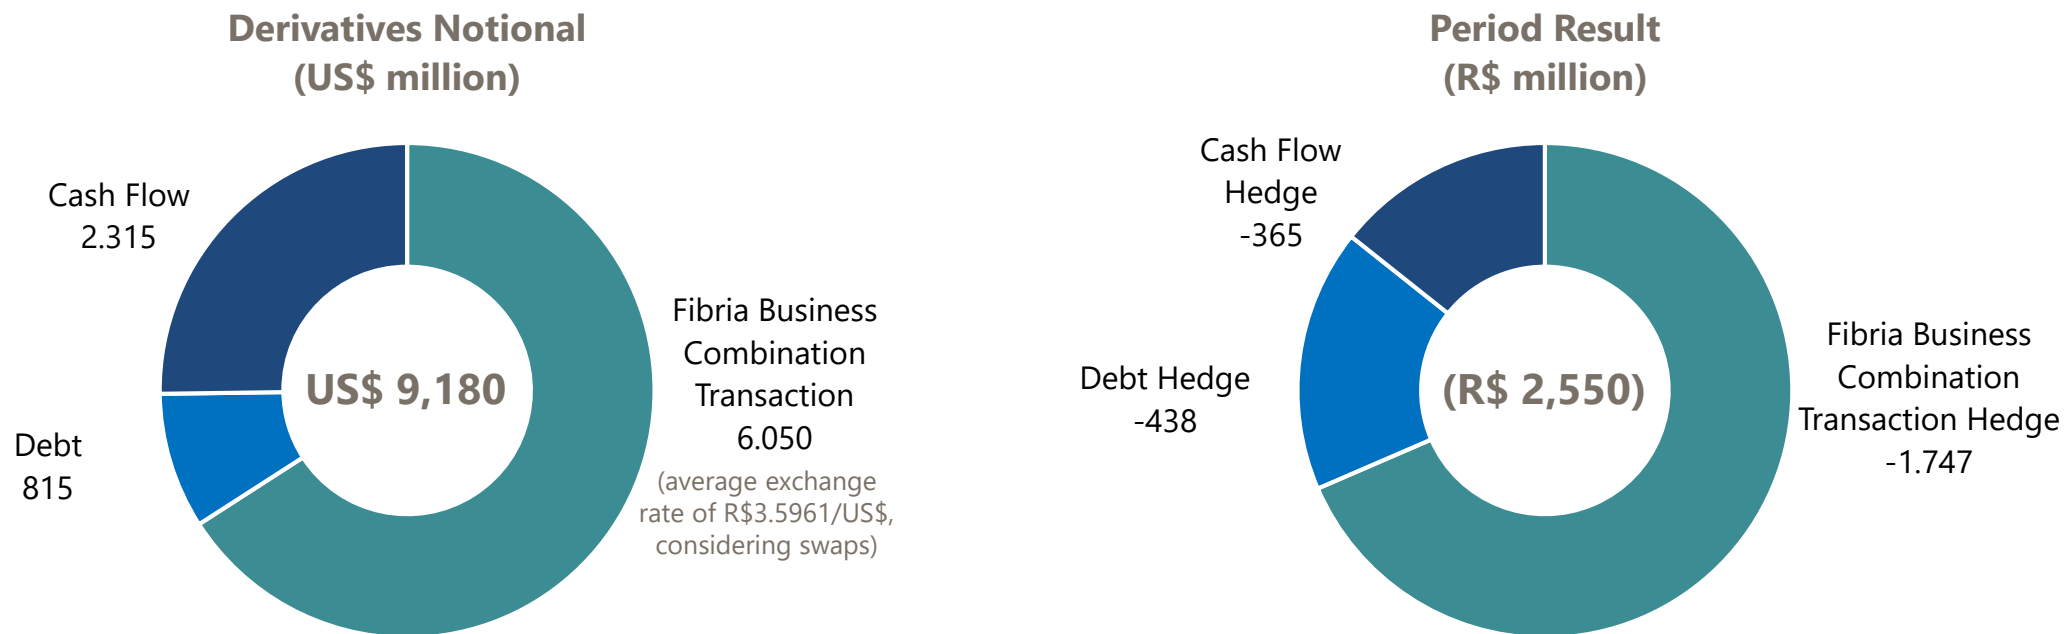 Derivatives Notional
(US$ million)
Cash Flow
2.315
Debt
815
US$ 9,180
Fibria Business
Combination
Transaction
6.050
(average exchange
rate of R$3.5961/US$,
considering swaps)
Period Result
(R$ million)
Cash Flow
Hedge
-365
Debt Hedge
-438
(R$ 2,550)
Fibria Business
Combination
Transaction Hedge
-1.747